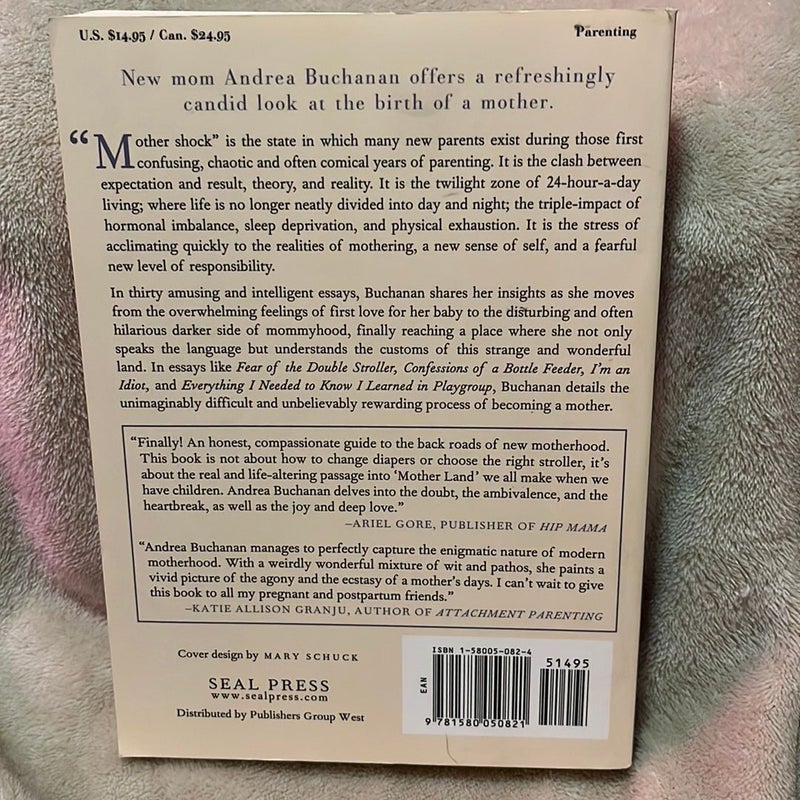 U.S. $14.95 / Can. $24.95 Parenting
New mom Andrea Buchanan offers a refreshingly
candid look at the birth of a mother.
“Mother shock” is the state in which many new parents exist during those first
confusing, chaotic and often comical years of parenting. It is the clash between
expectation and result, theory, and reality. It is the twilight zone of 24-hour-a-day
living; where life is no longer neatly divided into day and night; the triple-impact of
hormonal imbalance, sleep deprivation, and physical exhaustion. It is the stress of
acclimating quickly to the realities of mothering, a new sense of self, and a fearful
new level of responsibility.
In thirty amusing and intelligent essays, Buchanan shares her insights as she moves
from the overwhelming feelings of first love for her baby to the disturbing and often
hilarious darker side of mommyhood, finally reaching a place where she not only
speaks the language but understands the customs of this strange and wonderful
land. In essays like Fear of the Double Stroller, Confessions of a Bottle Feeder, I'm an
Idiot, and Everything I Needed to Know I Learned in Playgroup, Buchanan details the
unimaginably difficult and unbelievably rewarding process of becoming a mother.
“Finally! An honest, compassionate guide to the back roads of new motherhood.
This book is not about how to change diapers or choose the right stroller, it's
about the real and life-altering passage into ‘Mother Land’ we all make when we
have children. Andrea Buchanan delves into the doubt, the ambivalence, and the
heartbreak, as well as the joy and deep love.”
–ARIEL GORE, PUBLISHER OF HIP MAMA
“Andrea Buchanan manages to perfectly capture the enigmatic nature of modern
motherhood. With a weirdly wonderful mixture of wit and pathos, she paints a
vivid picture of the agony and the ecstasy of a mother's days. I can't wait to give
this book to all my pregnant and postpartum friends.”
–KATIE ALLISON GRANJU, AUTHOR OF ATTACHMENT PARENTING
Cover design by MARY SCHUCK
SEAL PRESS
www.sealpress.com
Distributed by Publishers Group West
ISBN 1-58005-082-4
51495
EAN
9 781580 050821